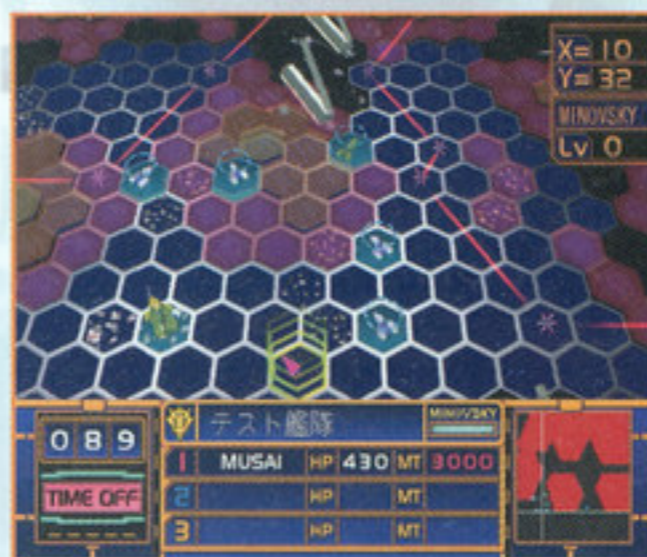 X= 10
Y= 32
MINOVSKY
Lv 0
089
TIME OFF
テスト艦隊
MINOVSKY
1 MUSAI HP 430 MT 3000
2 HP MT
3 HP MT